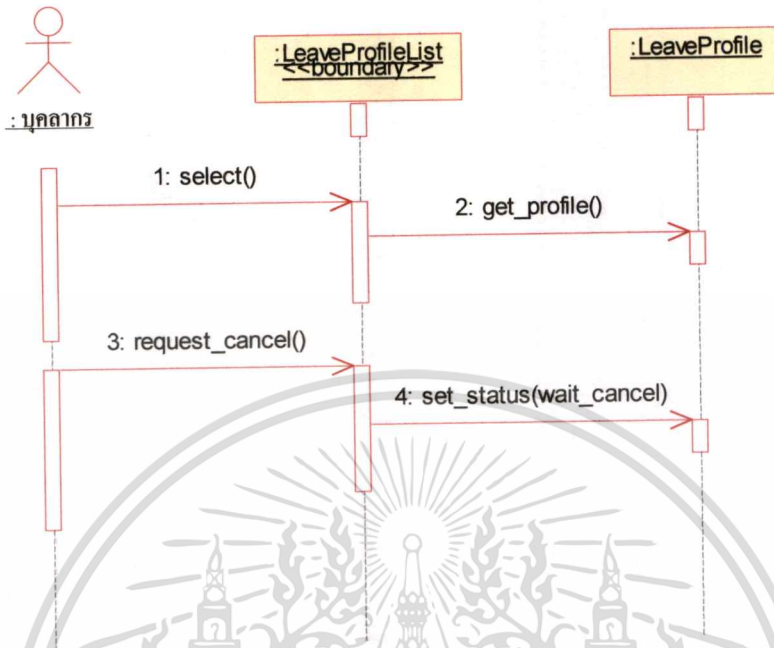 :LeaveProfileList
<<boundary>>
:LeaveProfile
: บุคลากร
1: select()
2: get_profile()
3: request_cancel()
4: set_status(wait_cancel)